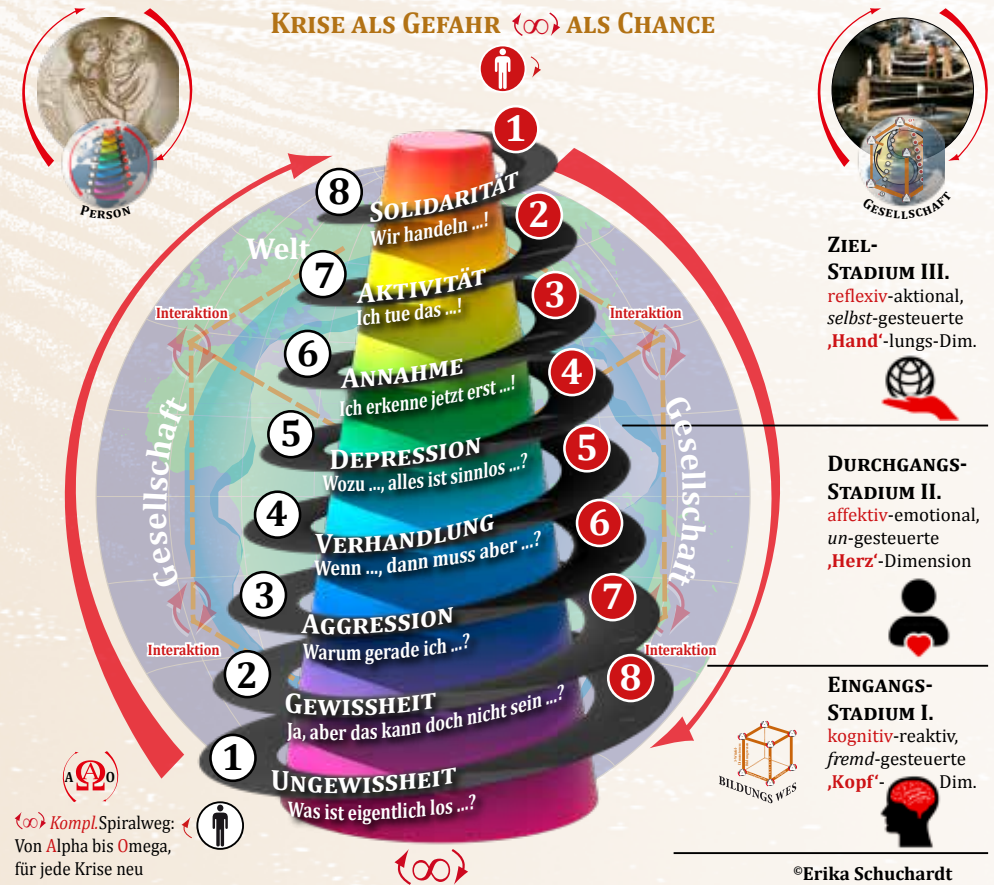 KRISE ALS GEFAHR (∞) ALS CHANCE
PERSON
GESELLSCHAFT
1
8
SOLIDARITÄT
Wir handeln ...!
2
Welt
7
AKTIVITÄT
Ich tue das ...!
3
Interaktion
Interaktion
6
ANNAHME
Ich erkenne jetzt erst ...!
4
5
DEPRESSION
Wozu ..., alles ist sinnlos ...?
5
Gesellschaft
Gesellschaft
4
VERHANDLUNG
Wenn ..., dann muss aber ...?
6
3
AGGRESSION
Warum gerade ich ...?
7
Interaktion
Interaktion
2
GEWISSHEIT
Ja, aber das kann doch nicht sein ...?
8
1
UNGEWISSHEIT
Was ist eigentlich los ...?
ZIEL-
STADIUM III.
reflexiv-aktional,
selbst-gesteuerte
‚Hand‘-lungs-Dim.
DURCHGANGS-
STADIUM II.
affektiv-emotional,
un-gesteuerte
‚Herz‘-Dimension
EINGANGS-
STADIUM I.
kognitiv-reaktiv,
fremd-gesteuerte
‚Kopf‘- Dim.
BILDUNGS WES
A Ω O
(∞) Kompl.Spiralweg:
Von Alpha bis Omega,
für jede Krise neu
(∞)
©Erika Schuchardt